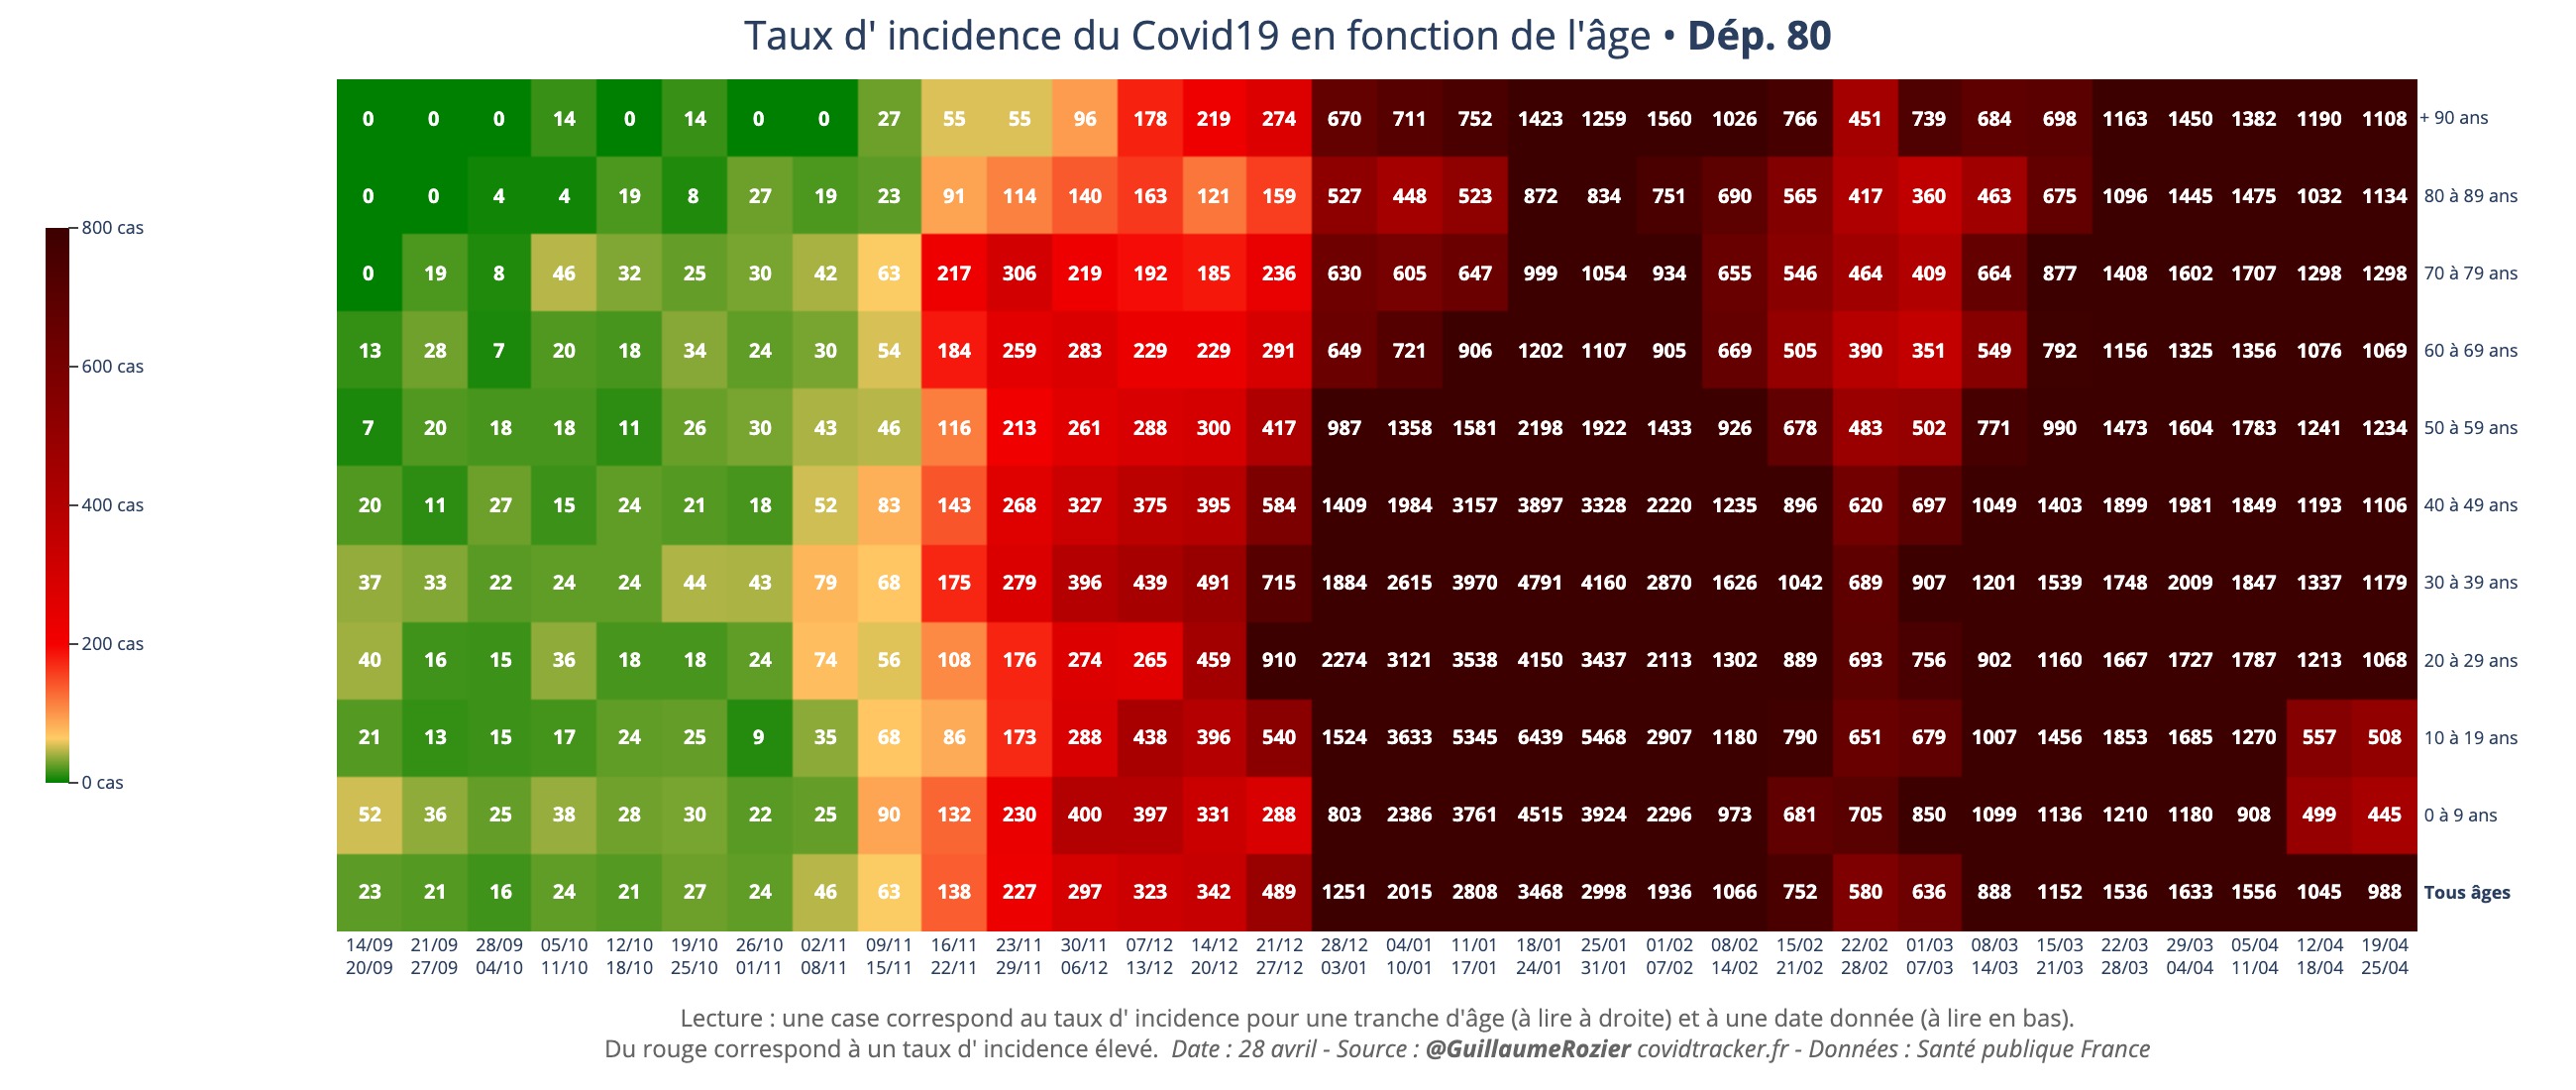 Taux d' incidence du Covid19 en fonction de l'âge • Dép. 80
0 0 0 14 0 14 0 0 27 55 55 96 178 219 274 670 711 752 1423 1259 1560 1026 766 451 739 684 698 1163 1450 1382 1190 1108 + 90 ans
0 0 4 4 19 8 27 19 23 91 114 140 163 121 159 527 448 523 872 834 751 690 565 417 360 463 675 1096 1445 1475 1032 1134 80 à 89 ans
800 cas
0 19 8 46 32 25 30 42 63 217 306 219 192 185 236 630 605 647 999 1054 934 655 546 464 409 664 877 1408 1602 1707 1298 1298 70 à 79 ans
13 28 7 20 18 34 24 30 54 184 259 283 229 229 291 649 721 906 1202 1107 905 669 505 390 351 549 792 1156 1325 1356 1076 1069 60 à 69 ans
600 cas
7 20 18 18 11 26 30 43 46 116 213 261 288 300 417 987 1358 1581 2198 1922 1433 926 678 483 502 771 990 1473 1604 1783 1241 1234 50 à 59 ans
400 cas
20 11 27 15 24 21 18 52 83 143 268 327 375 395 584 1409 1984 3157 3897 3328 2220 1235 896 620 697 1049 1403 1899 1981 1849 1193 1106 40 à 49 ans
37 33 22 24 24 44 43 79 68 175 279 396 439 491 715 1884 2615 3970 4791 4160 2870 1626 1042 689 907 1201 1539 1748 2009 1847 1337 1179 30 à 39 ans
200 cas
40 16 15 36 18 18 24 74 56 108 176 274 265 459 910 2274 3121 3538 4150 3437 2113 1302 889 693 756 902 1160 1667 1727 1787 1213 1068 20 à 29 ans
21 13 15 17 24 25 9 35 68 86 173 288 438 396 540 1524 3633 5345 6439 5468 2907 1180 790 651 679 1007 1456 1853 1685 1270 557 508 10 à 19 ans
0 cas
52 36 25 38 28 30 22 25 90 132 230 400 397 331 288 803 2386 3761 4515 3924 2296 973 681 705 850 1099 1136 1210 1180 908 499 445 0 à 9 ans
23 21 16 24 21 27 24 46 63 138 227 297 323 342 489 1251 2015 2808 3468 2998 1936 1066 752 580 636 888 1152 1536 1633 1556 1045 988 Tous âges
14/09 21/09 28/09 05/10 12/10 19/10 26/10 02/11 09/11 16/11 23/11 30/11 07/12 14/12 21/12 28/12 04/01 11/01 18/01 25/01 01/02 08/02 15/02 22/02 01/03 08/03 15/03 22/03 29/03 05/04 12/04 19/04
20/09 27/09 04/10 11/10 18/10 25/10 01/11 08/11 15/11 22/11 29/11 06/12 13/12 20/12 27/12 03/01 10/01 17/01 24/01 31/01 07/02 14/02 21/02 28/02 07/03 14/03 21/03 28/03 04/04 11/04 18/04 25/04
Lecture : une case correspond au taux d' incidence pour une tranche d'âge (à lire à droite) et à une date donnée (à lire en bas).
Du rouge correspond à un taux d' incidence élevé. Date : 28 avril - Source : @GuillaumeRozier covidtracker.fr - Données : Santé publique France